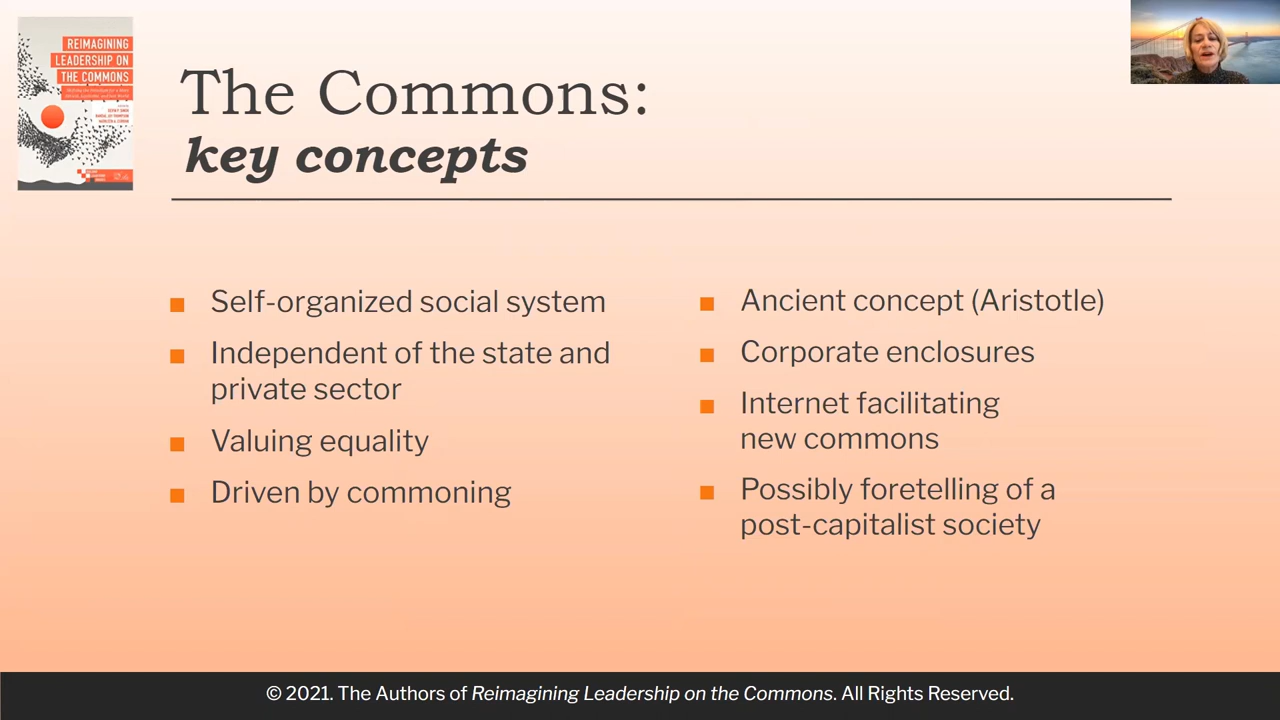 REIMAGINING
LEADERSHIP ON
THE COMMONS
The Commons:
key concepts
Self-organized social system
Independent of the state and
private sector
Valuing equality
Driven by commoning
Ancient concept (Aristotle)
Corporate enclosures
Internet facilitating
new commons
Possibly foretelling of a
post-capitalist society
© 2021. The Authors of Reimagining Leadership on the Commons. All Rights Reserved.